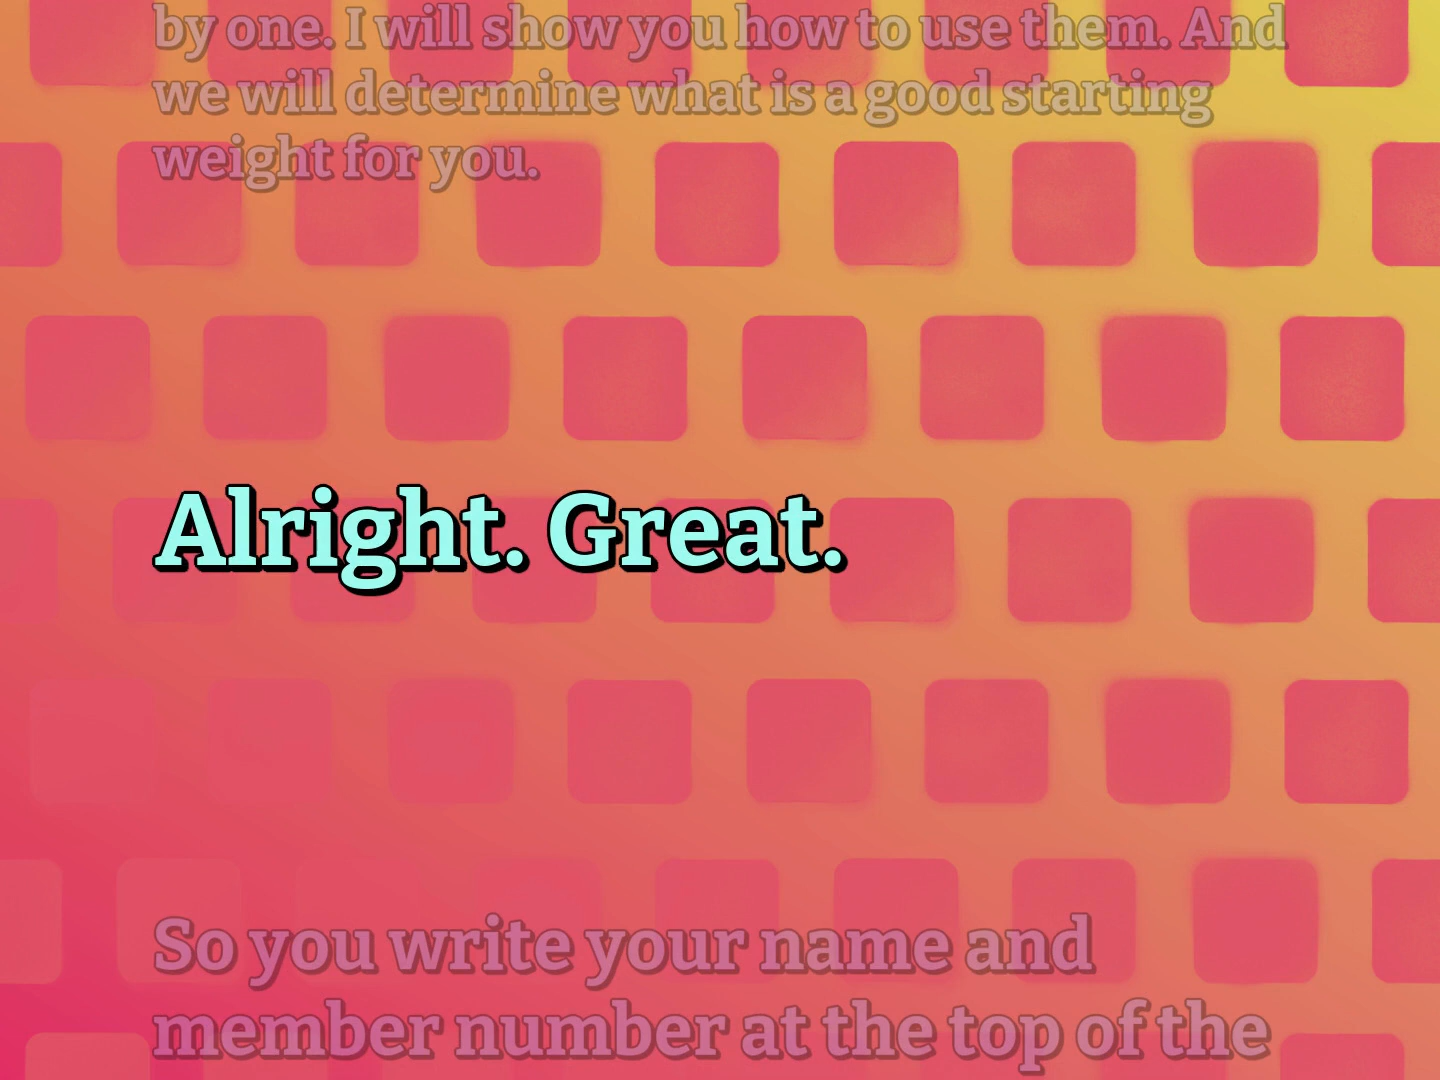 by one. I will show you how to use them. And
we will determine what is a good starting
weight for you.
Alright. Great.
So you write your name and
member number at the top of the